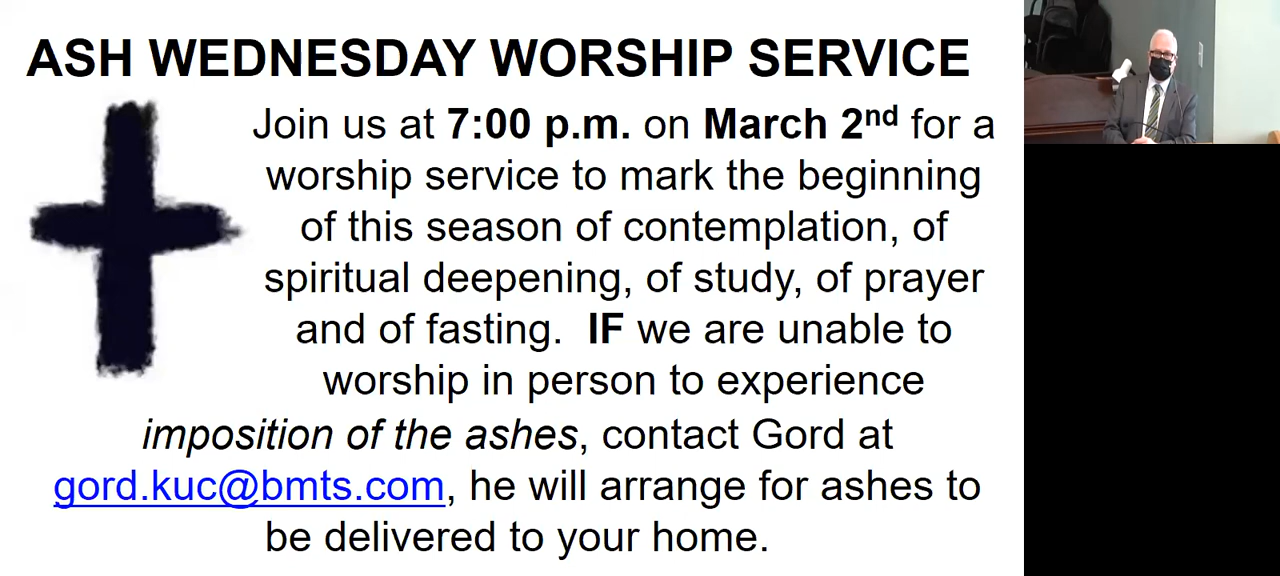 ASH WEDNESDAY WORSHIP SERVICE
Join us at 7:00 p.m. on March 2nd for a
worship service to mark the beginning
of this season of contemplation, of
spiritual deepening, of study, of prayer
and of fasting.  IF we are unable to
worship in person to experience
imposition of the ashes, contact Gord at
gord.kuc@bmts.com, he will arrange for ashes to
be delivered to your home.